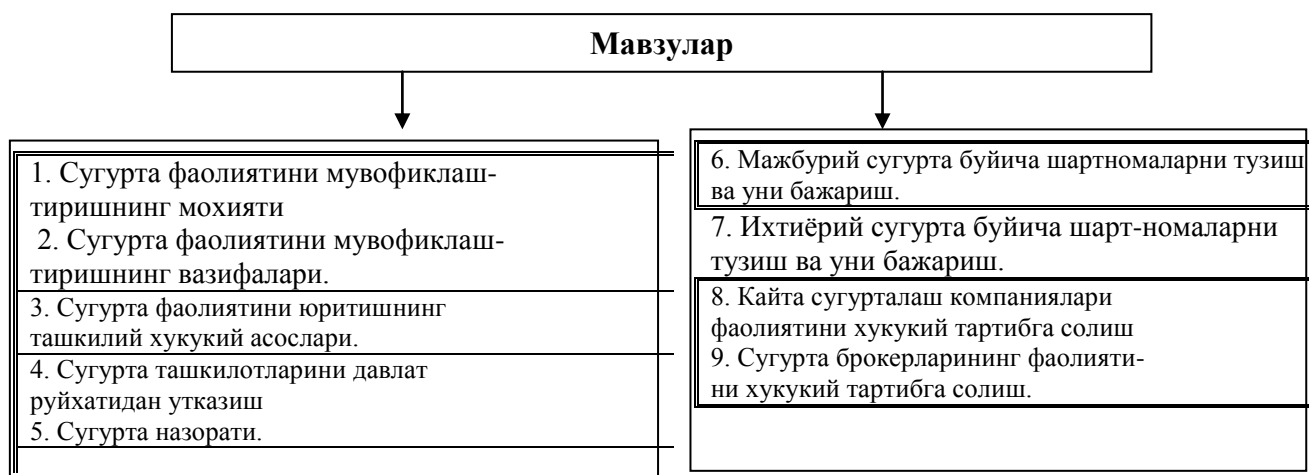 Мавзулар
1. Сугурта фаолиятини мувофиклаш-
тиришнинг мохияти
2. Сугурта фаолиятини мувофиклаш-
тиришнинг вазифалари.
3. Сугурта фаолиятини юритишнинг
ташкилий хукукий асослари.
4. Сугурта ташкилотларини давлат
руйхатидан утказиш
5. Сугурта назорати.
6. Мажбурий сугурта буйича шартномаларни тузиш
ва уни бажариш.
7. Ихтиёрий сугурта буйича шарт-номаларни
тузиш ва уни бажариш.
8. Кайта сугурталаш компаниялари
фаолиятини хукукий тартибга солиш
9. Сугурта брокерларининг фаолияти-
ни хукукий тартибга солиш.